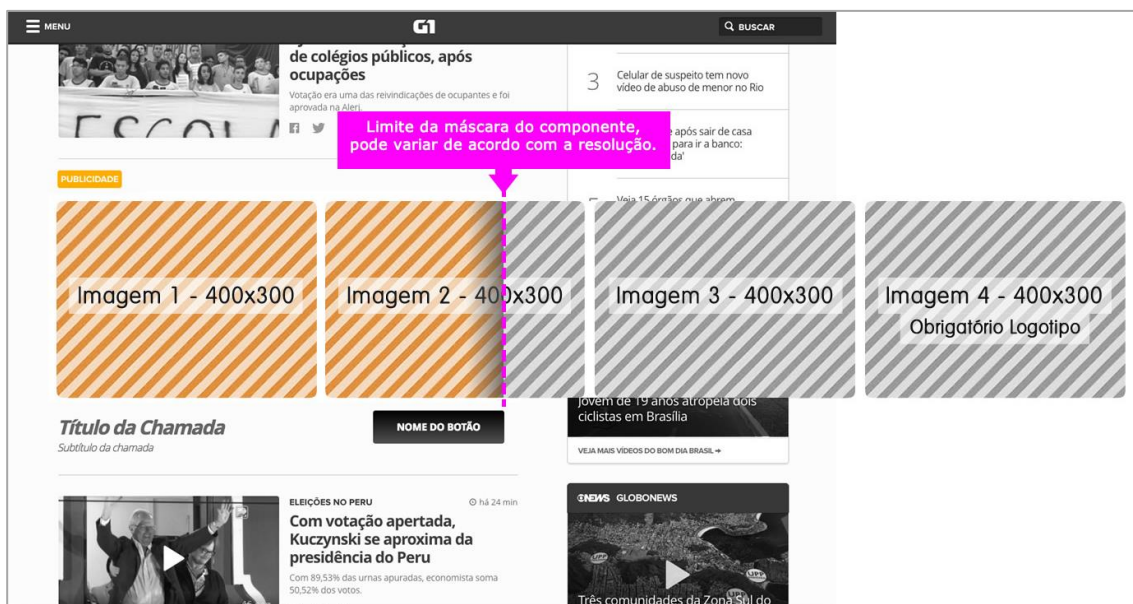 MENU
G1
BUSCAR
de colégios públicos, após
ocupações
Votação era uma das reivindicações de ocupantes e foi
aprovada na Alerj.
ESCOL
3
Celular de suspeito tem novo
vídeo de abuso de menor no Rio
Limite da máscara do componente,
pode variar de acordo com a resolução.
após sair de casa
para ir a banco:
da'
PUBLICIDADE
Veja 15 órgãos que abrem
Imagem 1 - 400x300
Imagem 2 - 400x300
Imagem 3 - 400x300
Imagem 4 - 400x300
Obrigatório Logotipo
Jovem de 19 anos atropela dois
ciclistas em Brasília
VEJA MAIS VÍDEOS DO BOM DIA BRASIL ➔
Título da Chamada
Subtítulo da chamada
NOME DO BOTÃO
ELEIÇÕES NO PERU
há 24 min
Com votação apertada,
Kuczynski se aproxima da
presidência do Peru
Com 89,53% das urnas apuradas, economista soma
50,52% dos votos.
NEWS GLOBONEWS
UPP
UPP
Três comunidades da Zona Sul do